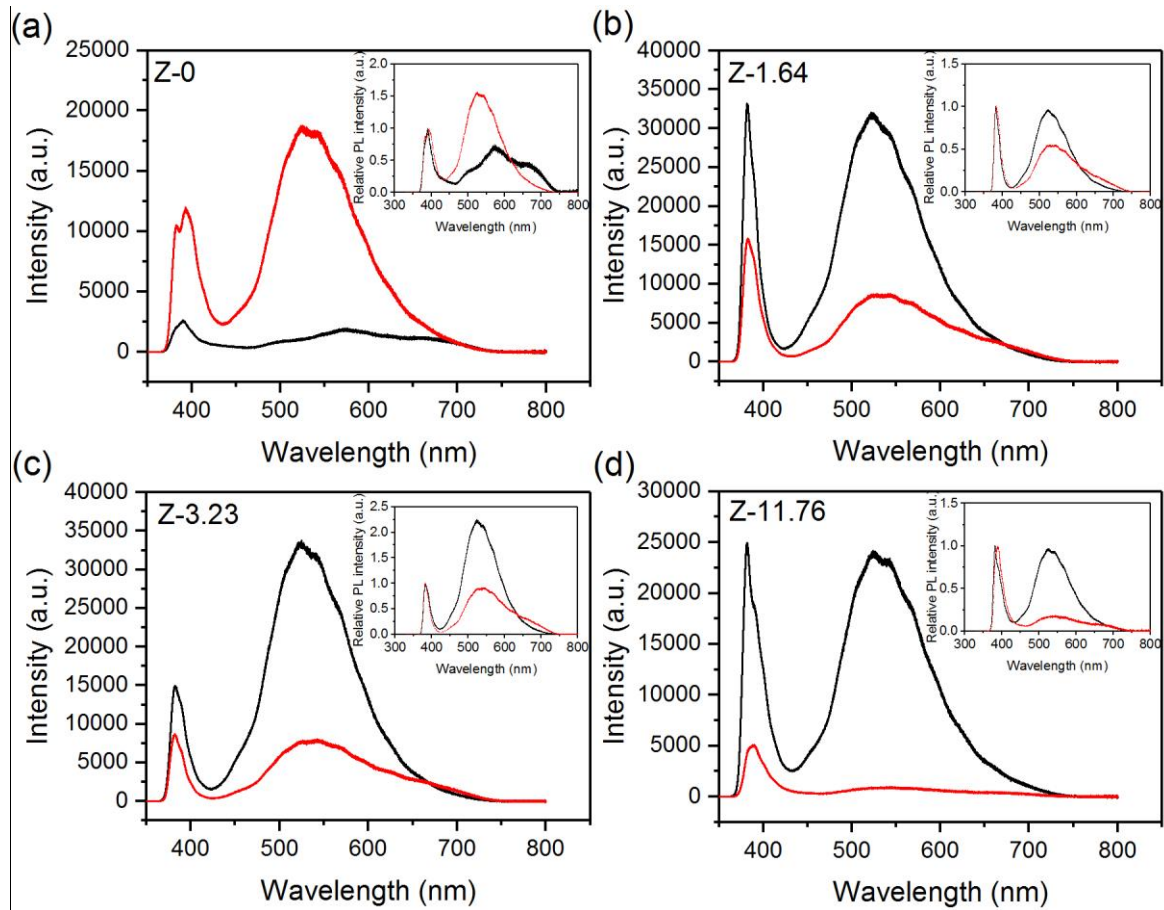 (a)
Z-0
Intensity (a.u.)
25000
20000
15000
10000
5000
0
400 500 600 700 800
Wavelength (nm)
Relative PL intensity (a.u.)
2.0
1.5
1.0
0.5
0.0
300 400 500 600 700 800
Wavelength (nm)
(b)
Z-1.64
Intensity (a.u.)
40000
35000
30000
25000
20000
15000
10000
5000
0
400 500 600 700 800
Wavelength (nm)
Relative PL intensity (a.u.)
1.5
1.0
0.5
0.0
300 400 500 600 700 800
Wavelength (nm)
(c)
Z-3.23
Intensity (a.u.)
40000
35000
30000
25000
20000
15000
10000
5000
0
400 500 600 700 800
Wavelength (nm)
Relative PL intensity (a.u.)
2.5
2.0
1.5
1.0
0.5
0.0
300 400 500 600 700 800
Wavelength (nm)
(d)
Z-11.76
Intensity (a.u.)
30000
25000
20000
15000
10000
5000
0
400 500 600 700 800
Wavelength (nm)
Relative PL intensity (a.u.)
1.5
1.0
0.5
0.0
300 400 500 600 700 800
Wavelength (nm)